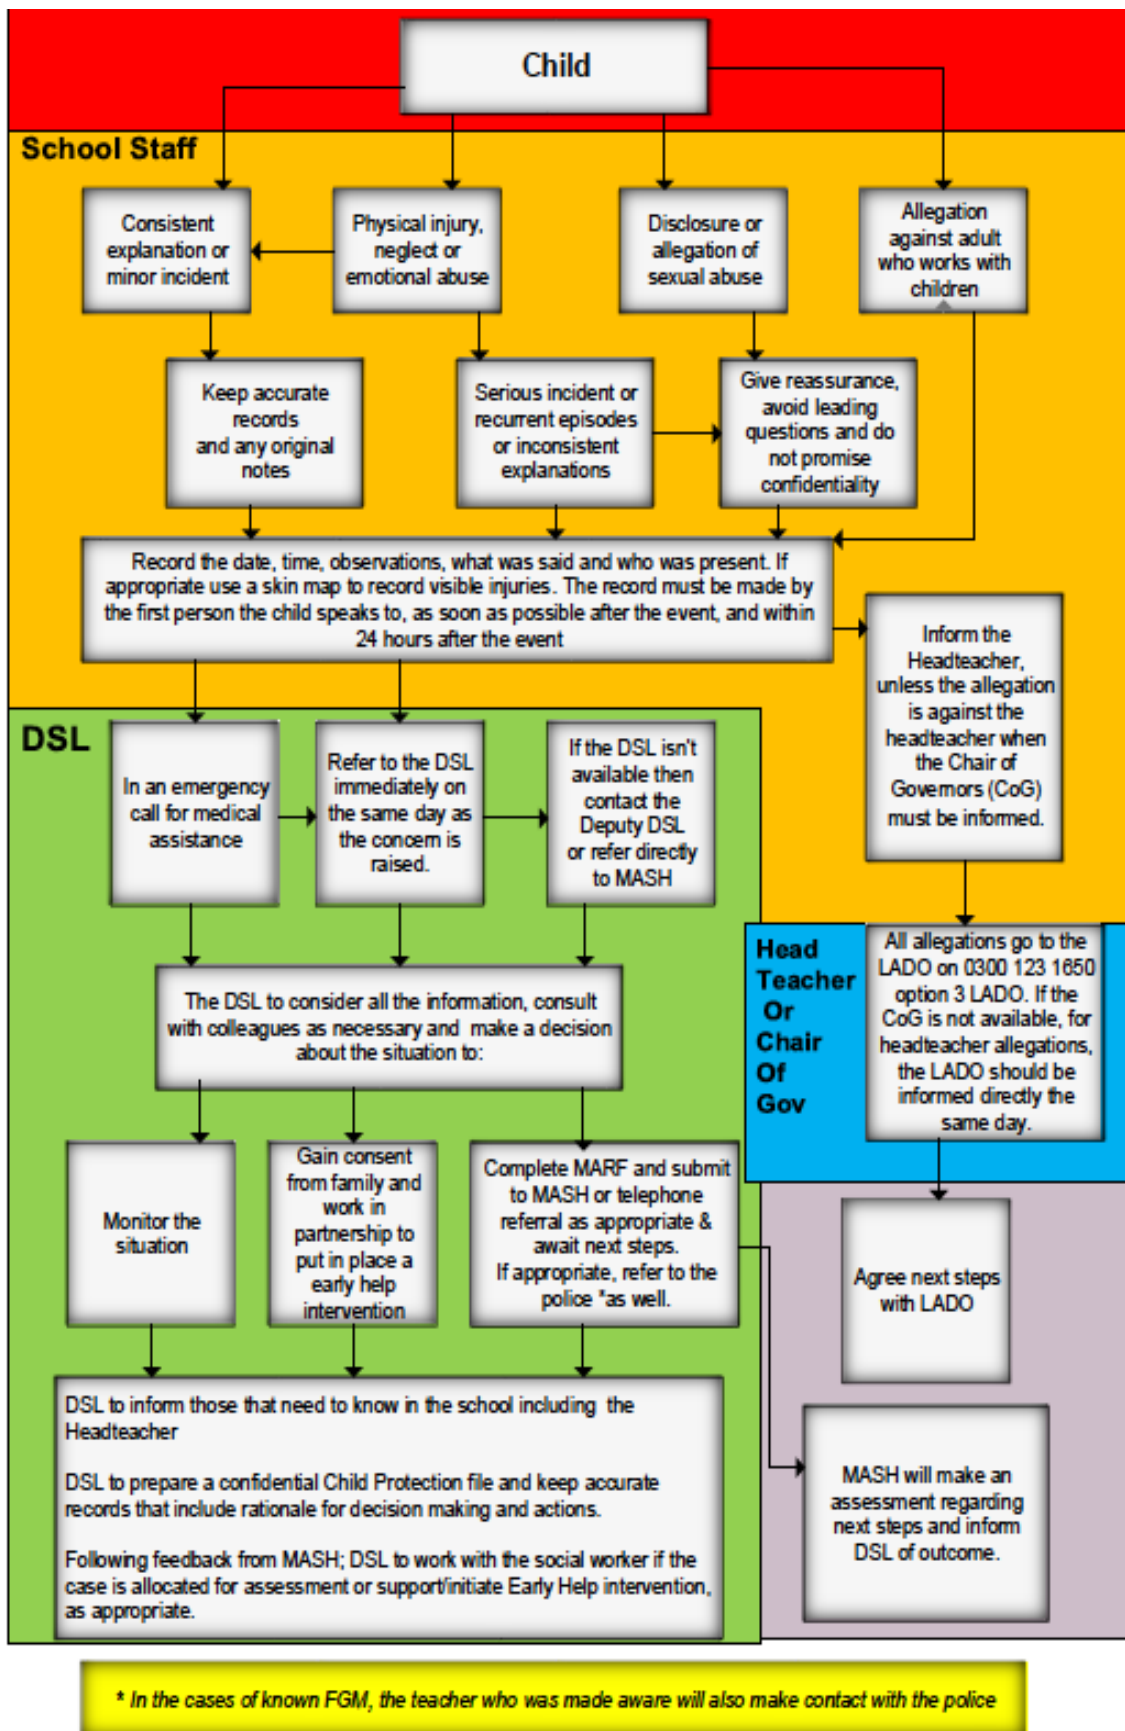 Child
School Staff
Consistent
explanation or
minor incident
Physical injury,
neglect or
emotional abuse
Disclosure or
allegation of
sexual abuse
Allegation
against adult
who works with
children
Keep accurate
records
and any original
notes
Serious incident or
recurrent episodes
or inconsistent
explanations
Give reassurance,
avoid leading
questions and do
not promise
confidentiality
Record the date, time, observations, what was said and who was present. If
appropriate use a skin map to record visible injuries. The record must be made by
the first person the child speaks to, as soon as possible after the event, and within
24 hours after the event
Inform the
Headteacher,
unless the allegation
is against the
headteacher when
the Chair of
Governors (CoG)
must be informed.
DSL
In an emergency
call for medical
assistance
Refer to the DSL
immediately on
the same day as
the concern is
raised.
If the DSL isn't
available then
contact the
Deputy DSL
or refer directly
to MASH
Head
Teacher
Or
Chair
Of
Gov
All allegations go to the
LADO on 0300 123 1650
option 3 LADO. If the
CoG is not available, for
headteacher allegations,
the LADO should be
informed directly the
same day.
The DSL to consider all the information, consult
with colleagues as necessary and make a decision
about the situation to:
Monitor the
situation
Gain consent
from family and
work in
partnership to
put in place a
early help
intervention
Complete MARF and submit
to MASH or telephone
referral as appropriate &
await next steps.
If appropriate, refer to the
police *as well.
Agree next steps
with LADO
DSL to inform those that need to know in the school including the
Headteacher
DSL to prepare a confidential Child Protection file and keep accurate
records that include rationale for decision making and actions.
Following feedback from MASH; DSL to work with the social worker if the
case is allocated for assessment or support/initiate Early Help intervention,
as appropriate.
MASH will make an
assessment regarding
next steps and inform
DSL of outcome.
* In the cases of known FGM, the teacher who was made aware will also make contact with the police